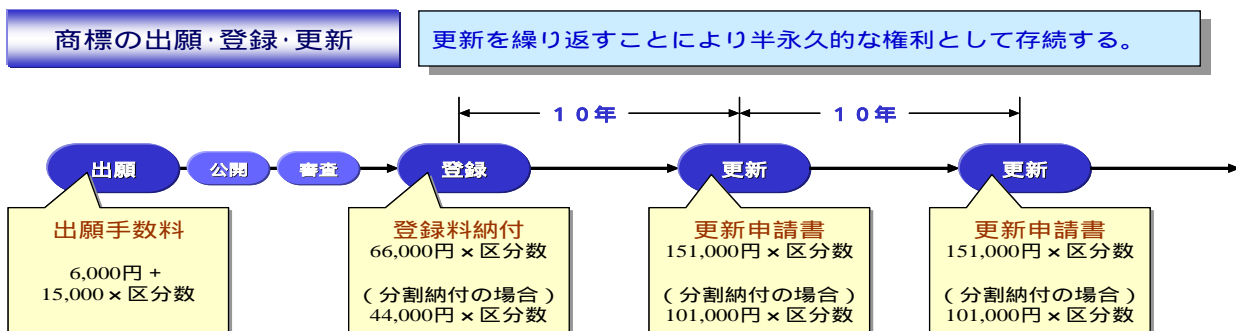 商標の出願･登録･更新
更新を繰り返すことにより半永久的な権利として存続する。
１０年
１０年
出願
公開
審査
登録
更新
更新
出願手数料
6,000円 +
15,000 × 区分数
登録料納付
66,000円 × 区分数
( 分割納付の場合 )
44,000円 × 区分数
更新申請書
151,000円 × 区分数
( 分割納付の場合 )
101,000円 × 区分数
更新申請書
151,000円 × 区分数
( 分割納付の場合 )
101,000円 × 区分数